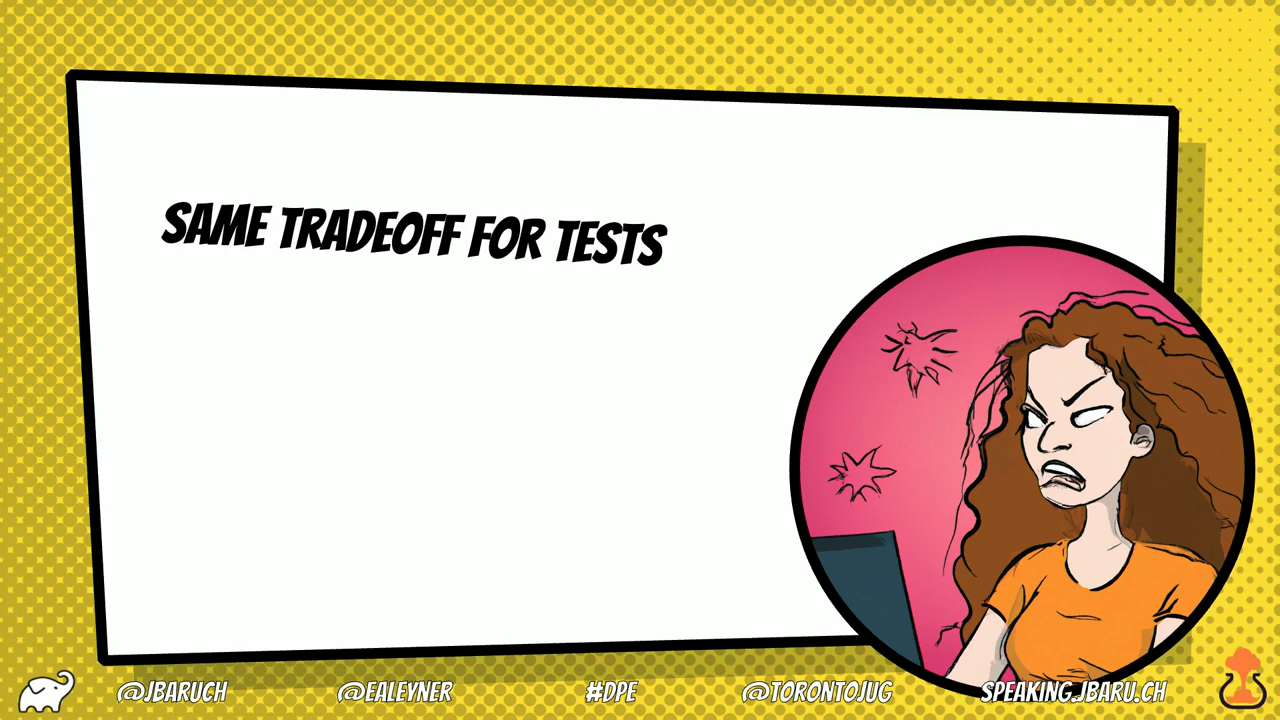 SAME TRADEOFF FOR TESTS
@JBARUCH @EALEYNER #DPE @TORONTOJUG SPEAKING.JBARU.CH